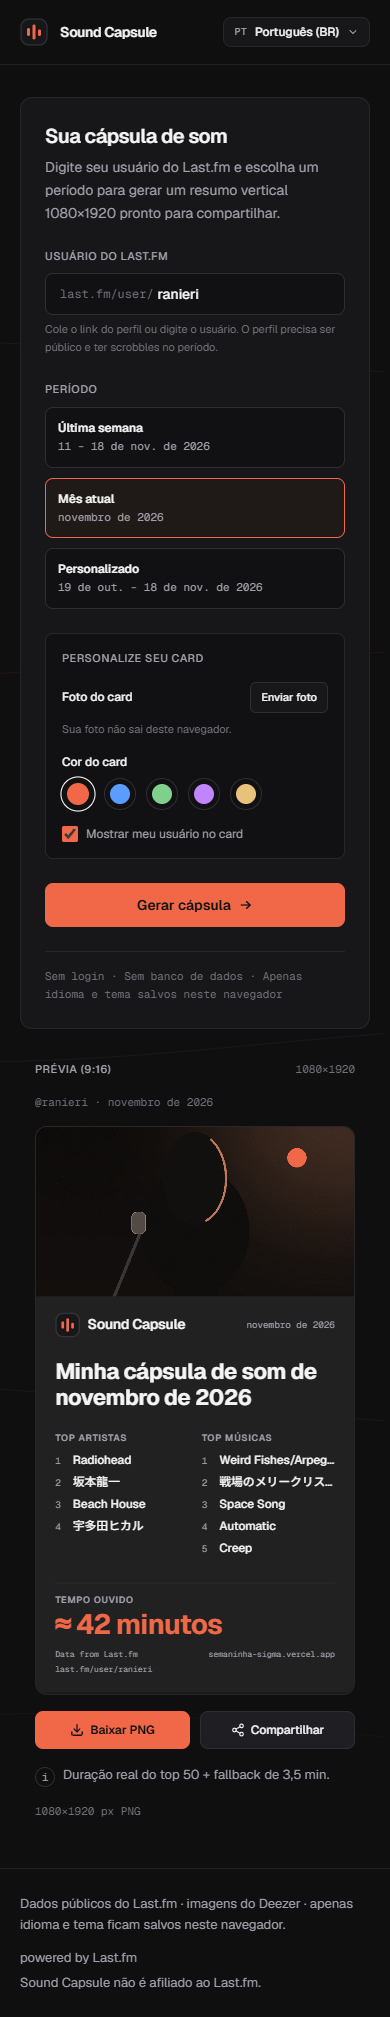 Sound Capsule
PT Português (BR)
Sua cápsula de som
Digite seu usuário do Last.fm e escolha um
período para gerar um resumo vertical
1080×1920 pronto para compartilhar.
USUÁRIO DO LAST.FM
last.fm/user/ ranieri
Cole o link do perfil ou digite o usuário. O perfil precisa ser
público e ter scrobbles no período.
PERÍODO
Última semana
11 – 18 de nov. de 2026
Mês atual
novembro de 2026
Personalizado
19 de out. – 18 de nov. de 2026
PERSONALIZE SEU CARD
Foto do card
Enviar foto
Sua foto não sai deste navegador.
Cor do card
Mostrar meu usuário no card
Gerar cápsula →
Sem login · Sem banco de dados · Apenas
idioma e tema salvos neste navegador
PRÉVIA (9:16)
1080×1920
@ranieri · novembro de 2026
Sound Capsule
novembro de 2026
Minha cápsula de som de
novembro de 2026
TOP ARTISTAS
1 Radiohead
2 坂本龍一
3 Beach House
4 宇多田ヒカル
TOP MÚSICAS
1 Weird Fishes/Arpeg...
2 戦場のメリークリス...
3 Space Song
4 Automatic
5 Creep
TEMPO OUVIDO
≈ 42 minutos
Data from Last.fm
last.fm/user/ranieri
semaninha-sigma.vercel.app
Baixar PNG
Compartilhar
i Duração real do top 50 + fallback de 3,5 min.
1080×1920 px PNG
Dados públicos do Last.fm · imagens do Deezer · apenas
idioma e tema ficam salvos neste navegador.
powered by Last.fm
Sound Capsule não é afiliado ao Last.fm.